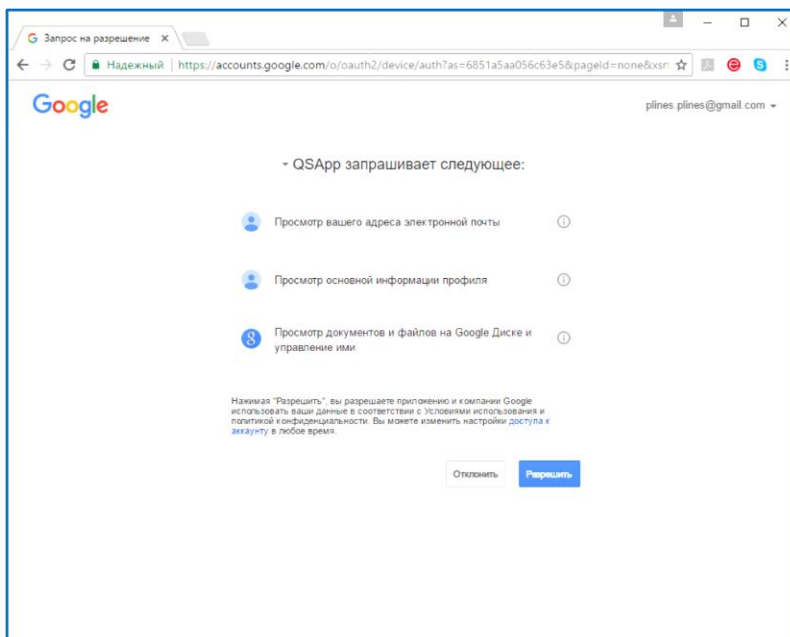 Запрос на разрешение
Надежный | https://accounts.google.com/o/oauth2/device/auth?as=6851a5aa056c63e5&pageId=none&xsr
Google
plines.plines@gmail.com
QSApp запрашивает следующее:
Просмотр вашего адреса электронной почты
Просмотр основной информации профиля
Просмотр документов и файлов на Google Диске и
управление ими
Нажимая "Разрешить", вы разрешаете приложению и компании Google
использовать ваши данные в соответствии с Условиями использования и
политикой конфиденциальности. Вы можете изменить настройки доступа к
аккаунту в любое время.
Отклонить
Разрешить